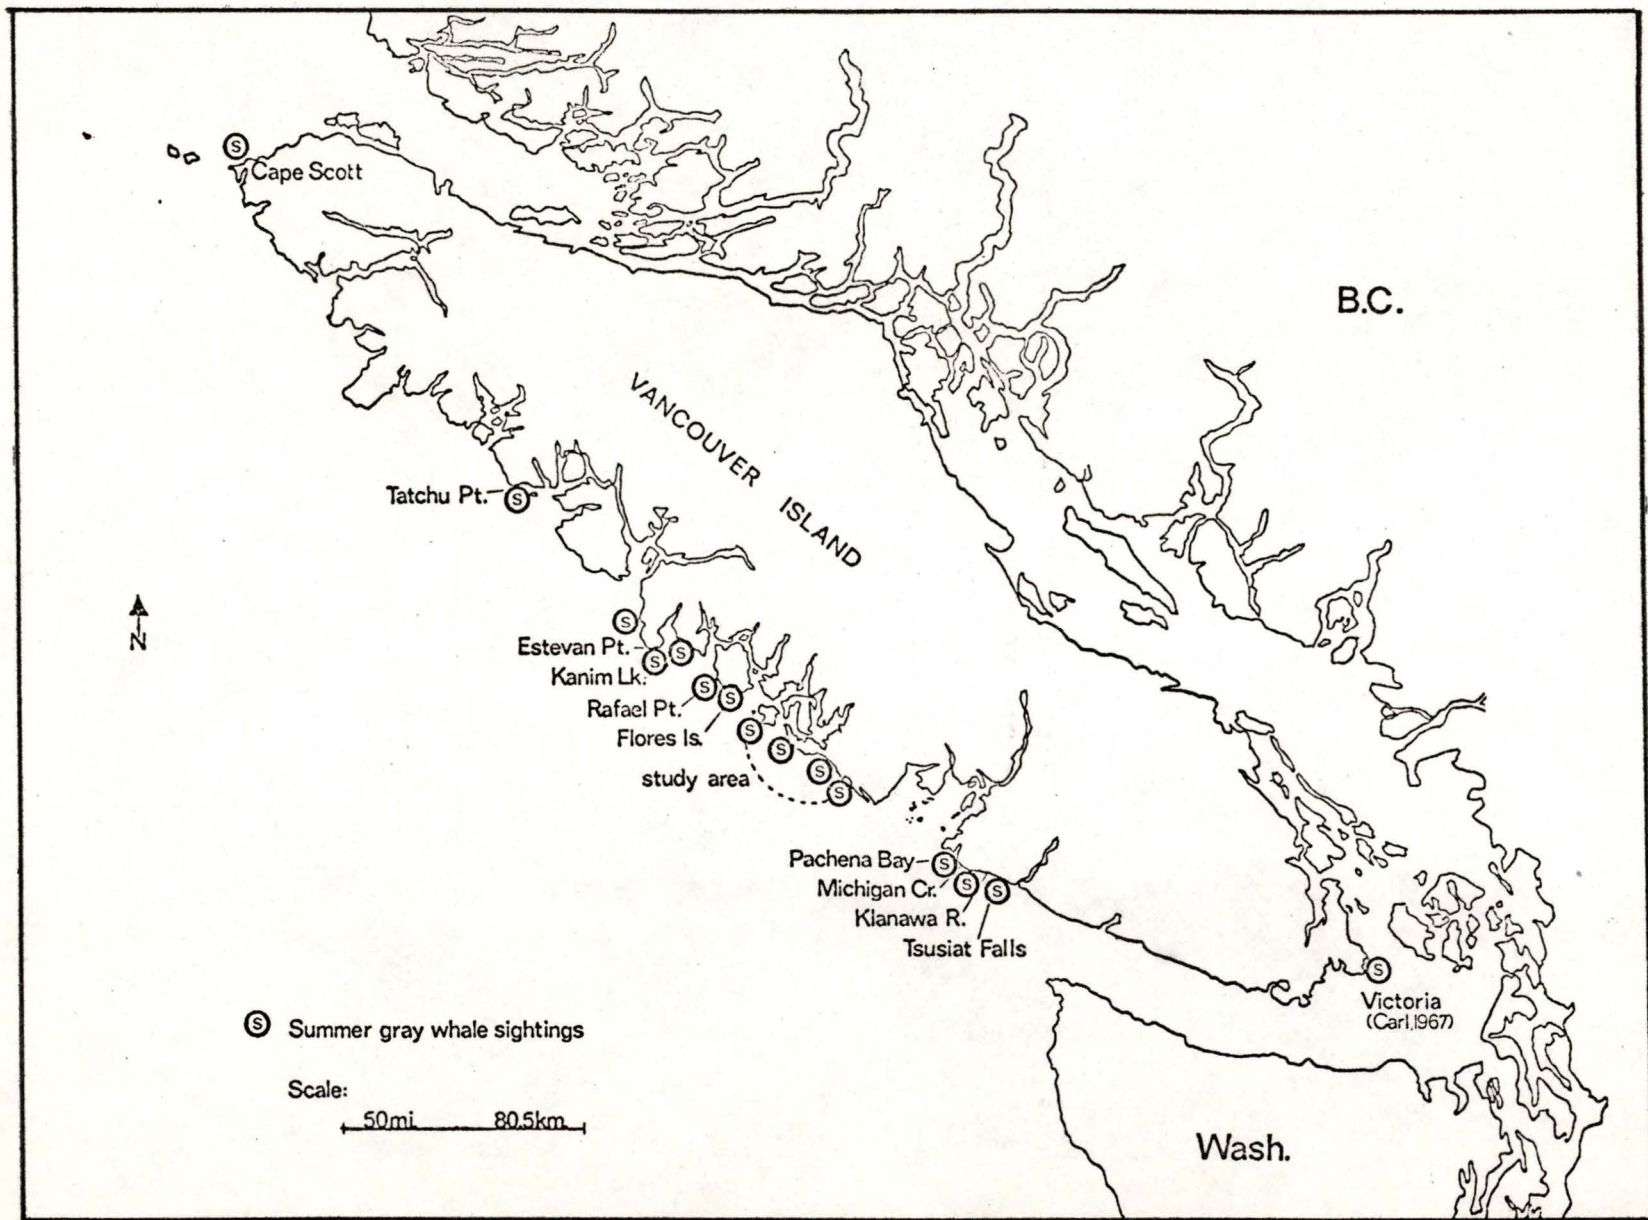 S
Cape Scott
B.C.
VANCOUVER ISLAND
Tatchu Pt.
S
N
S
Estevan Pt.
S
S
Kanim Lk.
S
Rafael Pt.
S
Flores Is.
S
S
study area
S
S
Pachena Bay
S
Michigan Cr.
S
S
Klanawa R.
Tsusiat Falls
S
Victoria
(Carl,1967)
S Summer gray whale sightings
Scale:
50mi 80.5km
Wash.